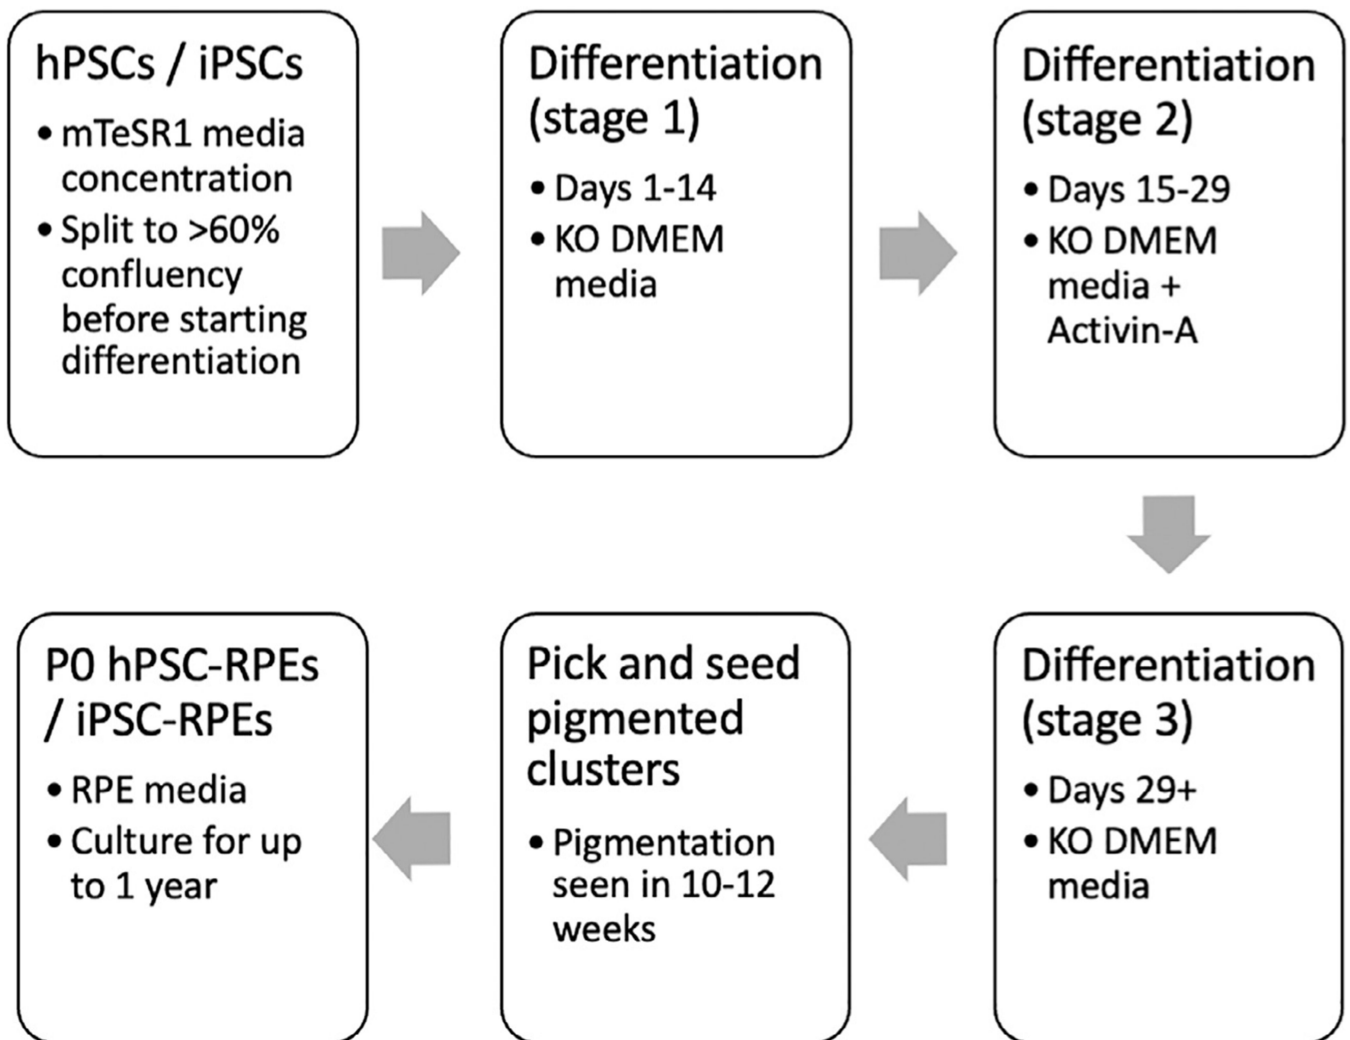 hPSCs / iPSCs
• mTeSR1 media
concentration
• Split to >60%
confluency
before starting
differentiation
Differentiation
(stage 1)
• Days 1-14
• KO DMEM
media
Differentiation
(stage 2)
• Days 15-29
• KO DMEM
media +
Activin-A
Differentiation
(stage 3)
• Days 29+
• KO DMEM
media
Pick and seed
pigmented
clusters
• Pigmentation
seen in 10-12
weeks
P0 hPSC-RPEs
/ iPSC-RPEs
• RPE media
• Culture for up
to 1 year